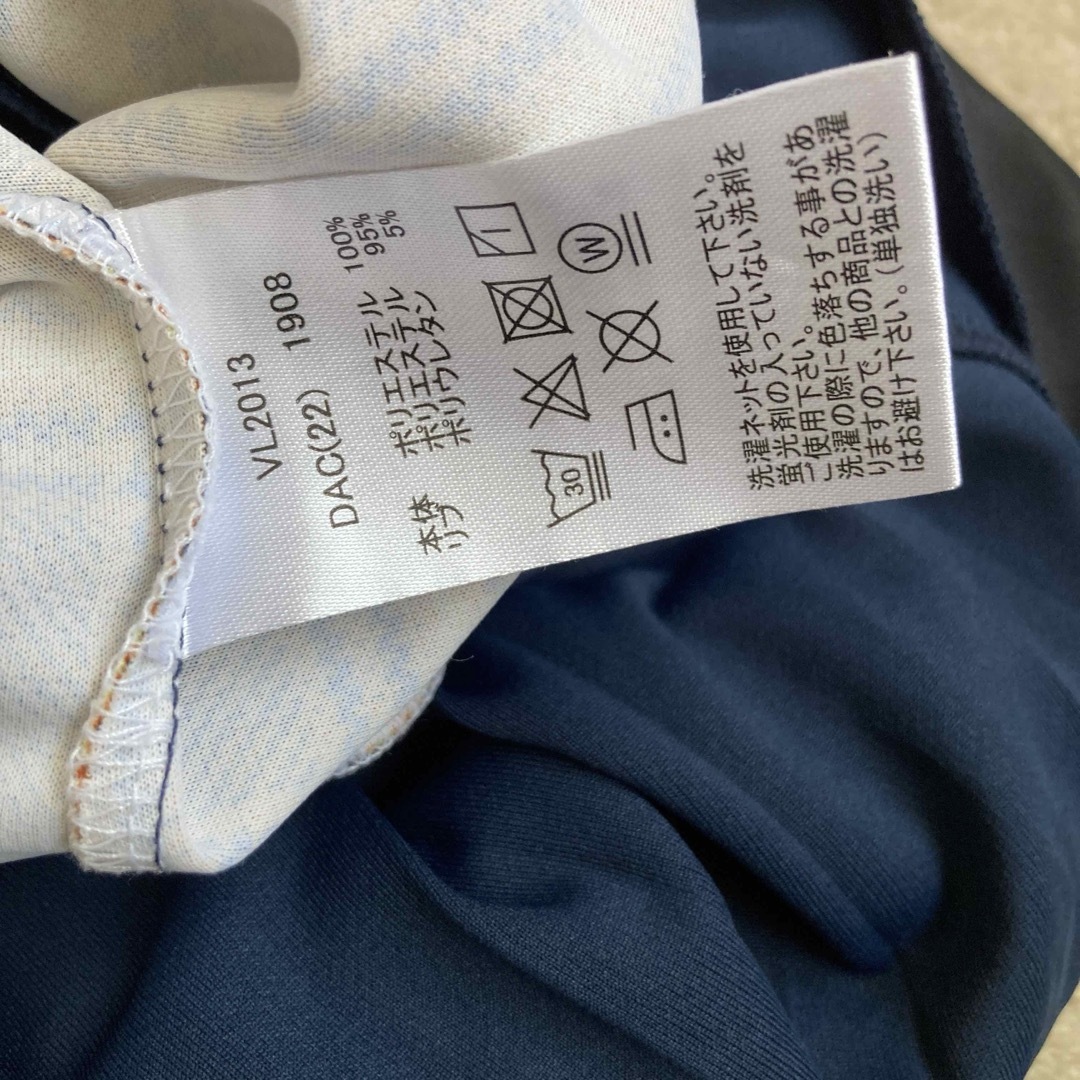 VL2013
DAC(22) 1908
本体 ポリエステル 100%
リブ ポリエステル 95%
ポリウレタン 5%
30
W
洗濯ネットを使用して下さい。
蛍光剤の入っていない洗剤を
ご使用下さい。
洗濯の際に色落ちする事があ
りますので、他の商品との洗濯
はお避け下さい。(単独洗い)